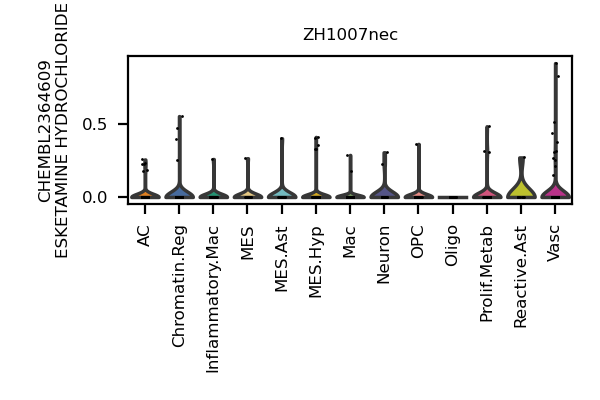 ZH1007nec
CHEMBL2364609
ESKETAMINE HYDROCHLORIDE
0.5
0.0
AC
Chromatin.Reg
Inflammatory.Mac
MES
MES.Ast
MES.Hyp
Mac
Neuron
OPC
Oligo
Prolif.Metab
Reactive.Ast
Vasc